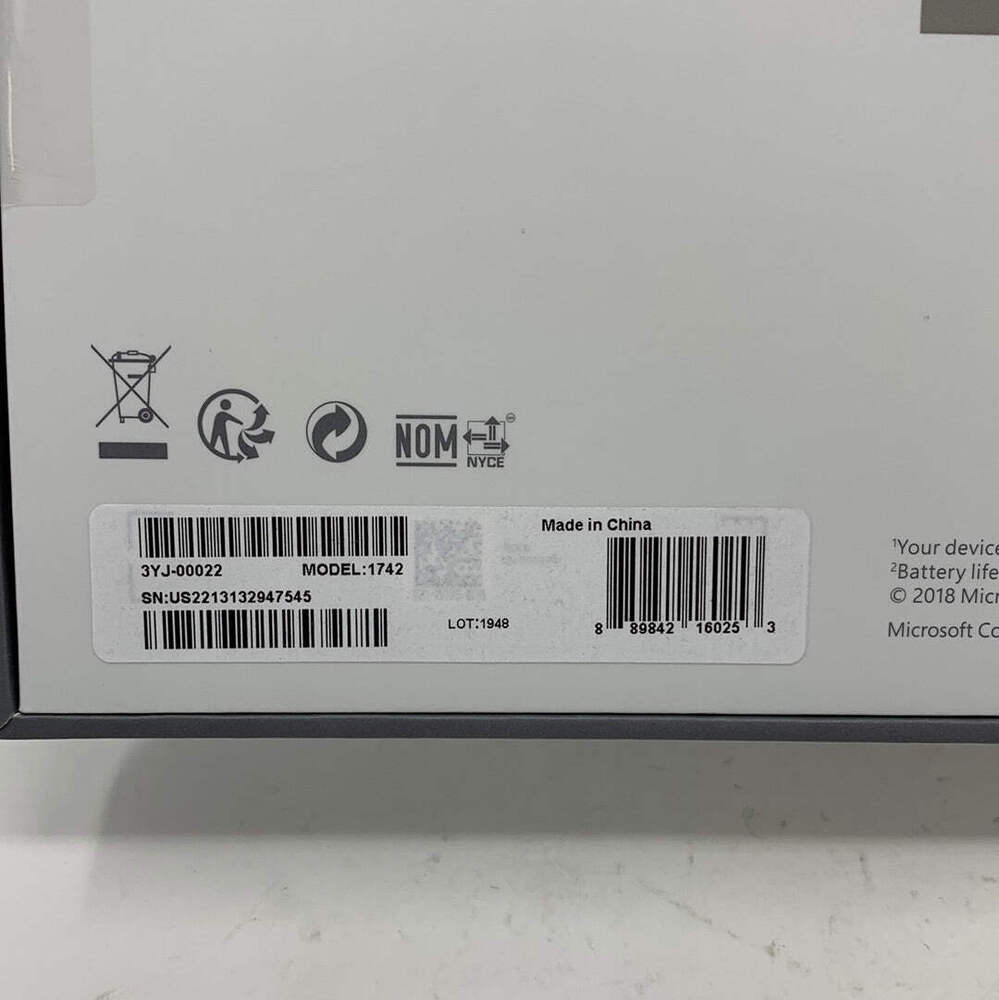 NOM
NYCE
3YJ-00022 MODEL:1742
SN:US2213132947545
LOT:1948
Made in China
8 89842 16025 3
¹Your device
²Battery life
© 2018 Micr
Microsoft Co